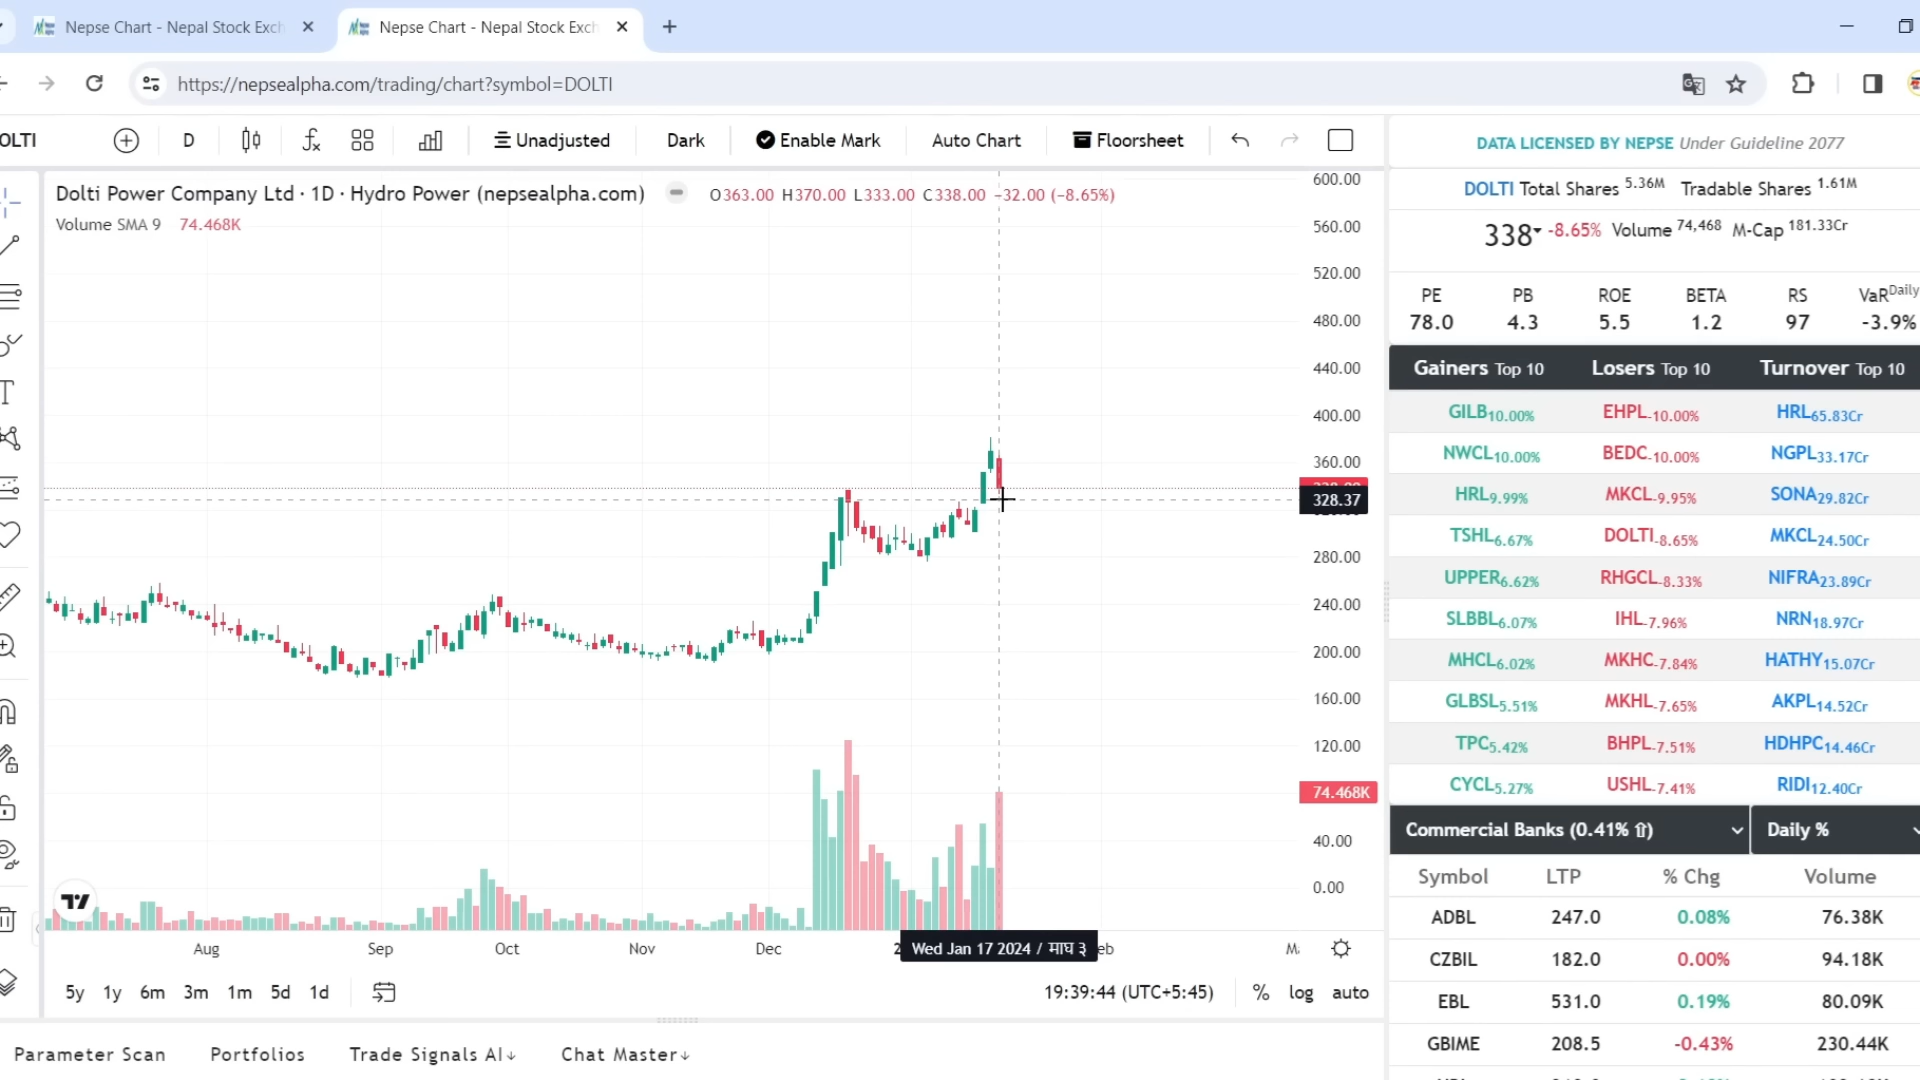 Nepse Chart - Nepal Stock Exch
Nepse Chart - Nepal Stock Exch
https://nepsealpha.com/trading/chart?symbol=DOLTI
OLTI D Unadjusted Dark Enable Mark Auto Chart Floorsheet
Dolti Power Company Ltd · 1D · Hydro Power (nepsealpha.com) O363.00 H370.00 L333.00 C338.00 −32.00 (−8.65%)
Volume SMA 9 74.468K
600.00
560.00
520.00
480.00
440.00
400.00
360.00
328.37
280.00
240.00
200.00
160.00
120.00
74.468K
40.00
0.00
Aug Sep Oct Nov Dec Wed Jan 17 2024 / माघ ३ eb
5y 1y 6m 3m 1m 5d 1d 19:39:44 (UTC+5:45) % log auto
Parameter Scan Portfolios Trade Signals AI↓ Chat Master↓
DATA LICENSED BY NEPSE Under Guideline 2077
DOLTI Total Shares 5.36M Tradable Shares 1.61M
338 -8.65% Volume 74,468 M-Cap 181.33Cr
PE PB ROE BETA RS VaR Daily
78.0 4.3 5.5 1.2 97 -3.9%
Gainers Top 10 Losers Top 10 Turnover Top 10
GILB 10.00% EHPL -10.00% HRL 65.83Cr
NWCL 10.00% BEDC -10.00% NGPL 33.17Cr
HRL 9.99% MKCL -9.95% SONA 29.82Cr
TSHL 6.67% DOLTI -8.65% MKCL 24.50Cr
UPPER 6.62% RHGCL -8.33% NIFRA 23.89Cr
SLBBL 6.07% IHL -7.96% NRN 18.97Cr
MHCL 6.02% MKHC -7.84% HATHY 15.07Cr
GLBSL 5.51% MKHL -7.65% AKPL 14.52Cr
TPC 5.42% BHPL -7.51% HDHPC 14.46Cr
CYCL 5.27% USHL -7.41% RIDI 12.40Cr
Commercial Banks (0.41% ⇧) Daily %
Symbol LTP % Chg Volume
ADBL 247.0 0.08% 76.38K
CZBIL 182.0 0.00% 94.18K
EBL 531.0 0.19% 80.09K
GBIME 208.5 -0.43% 230.44K